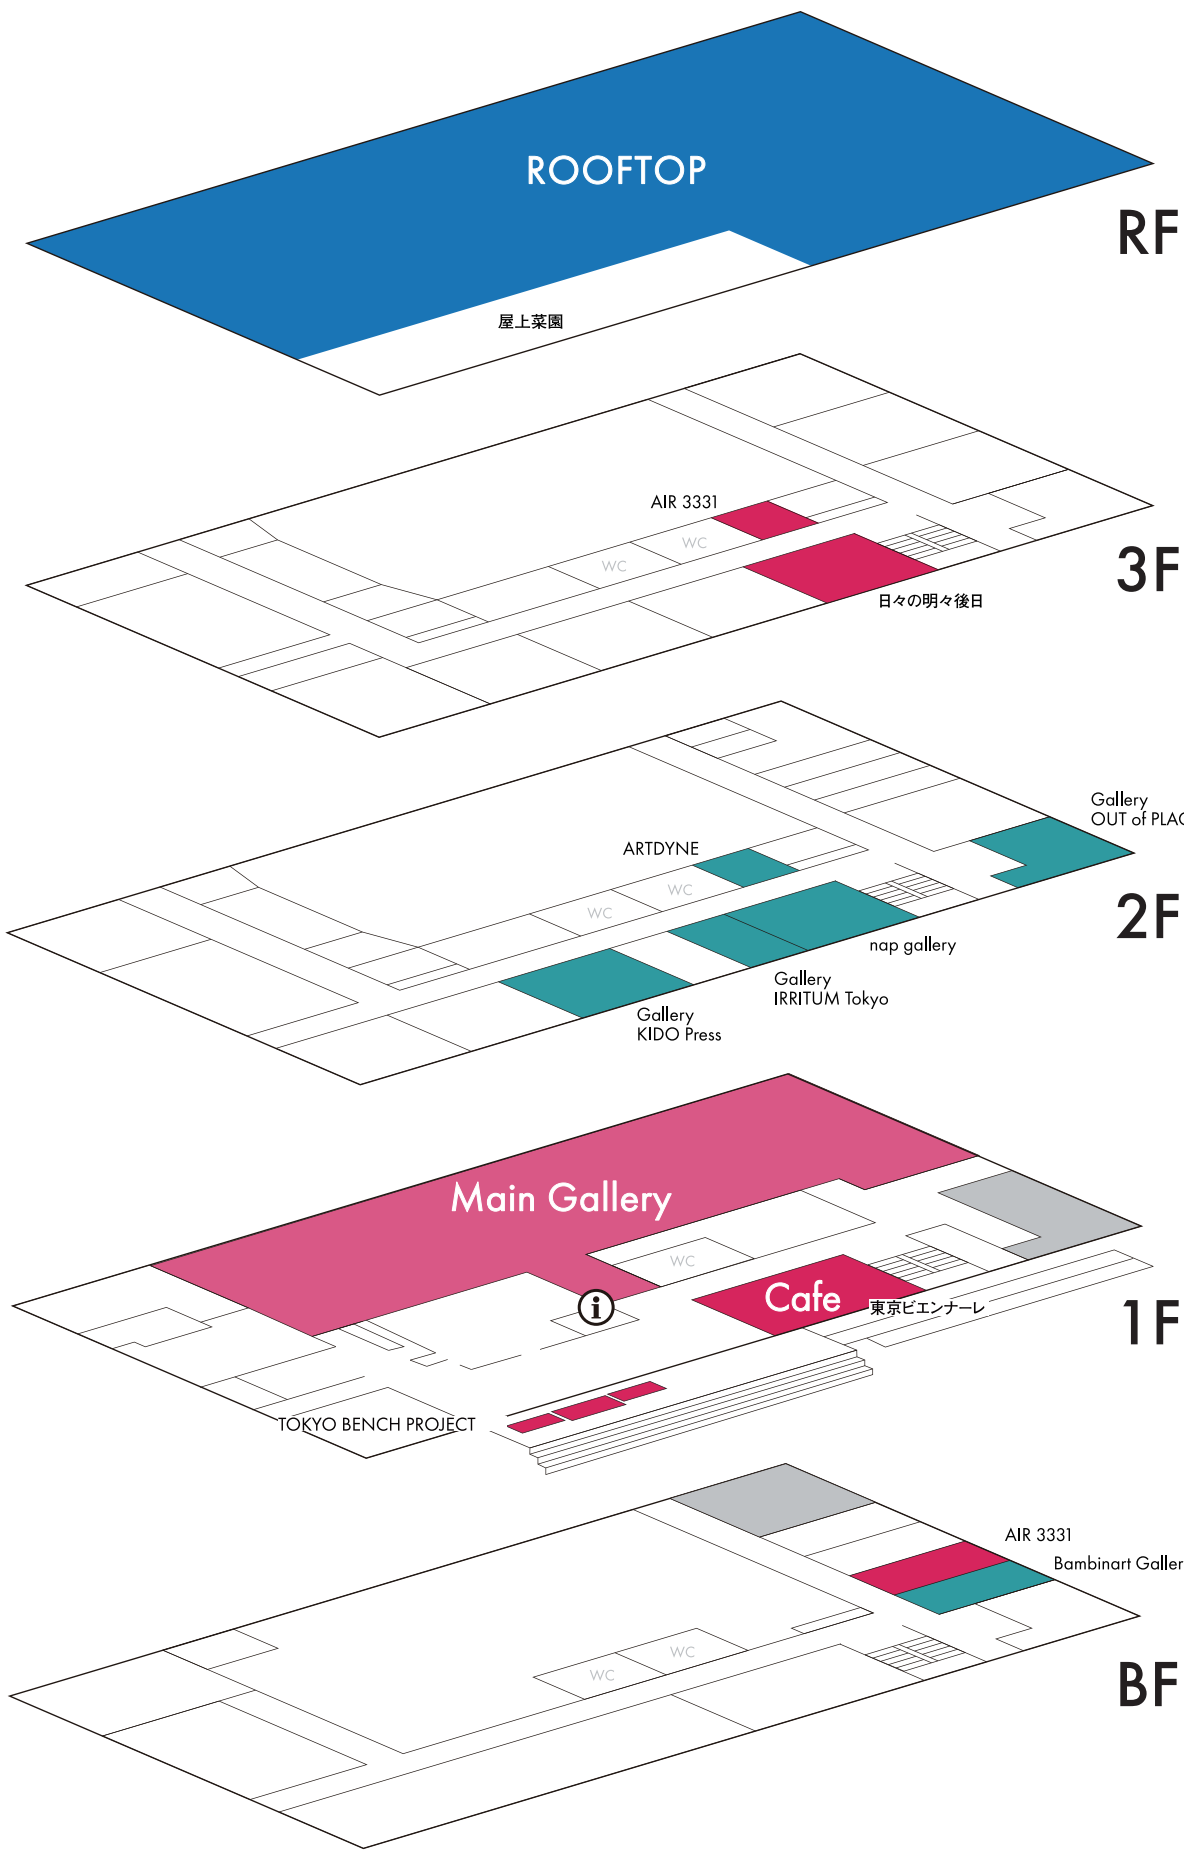 ROOFTOP
RF
屋上菜園
AIR 3331
WC
WC
3F
日々の明々後日
Gallery
OUT of PLAC
ARTDYNE
WC
WC
2F
nap gallery
Gallery
IRRITUM Tokyo
Gallery
KIDO Press
Main Gallery
WC
Cafe
i
東京ビエンナーレ
1F
TOKYO BENCH PROJECT
AIR 3331
Bambinart Galler
WC
WC
BF